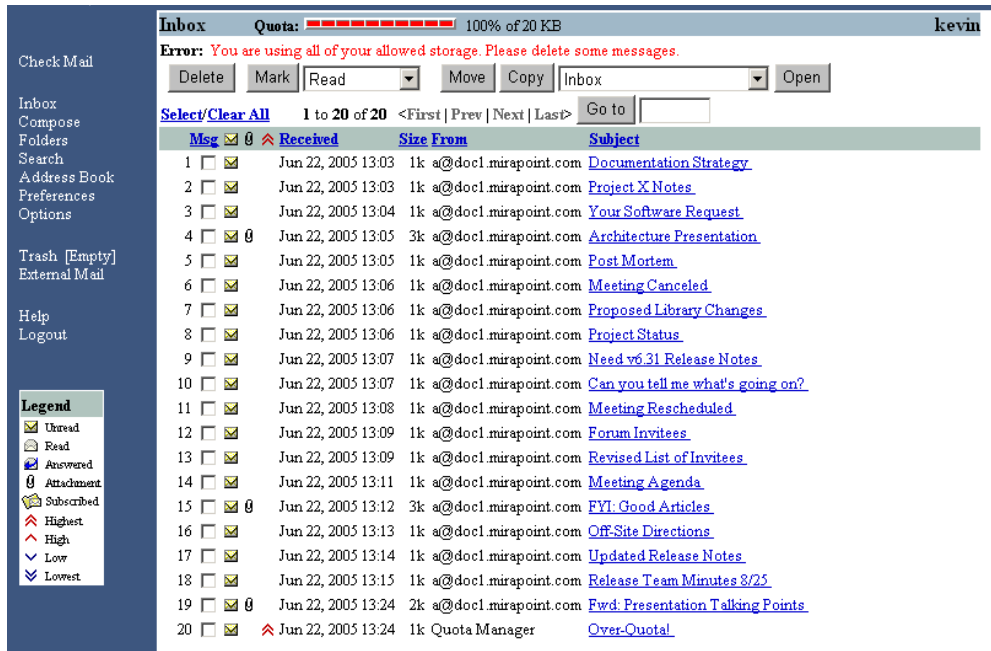 Check Mail
Inbox
Compose
Folders
Search
Address Book
Preferences
Options
Trash [Empty]
External Mail
Help
Logout
Legend
Unread
Read
Answered
Attachment
Subscribed
Highest
High
Low
Lowest
Inbox Quota: 100% of 20 KB kevin
Error: You are using all of your allowed storage. Please delete some messages.
Delete Mark Read Move Copy Inbox Open
Select/Clear All 1 to 20 of 20 <First | Prev | Next | Last> Go to
Msg Received Size From Subject
1 Jun 22, 2005 13:03 1k a@doc1.mirapoint.com Documentation Strategy
2 Jun 22, 2005 13:03 1k a@doc1.mirapoint.com Project X Notes
3 Jun 22, 2005 13:04 1k a@doc1.mirapoint.com Your Software Request
4 Jun 22, 2005 13:05 3k a@doc1.mirapoint.com Architecture Presentation
5 Jun 22, 2005 13:05 1k a@doc1.mirapoint.com Post Mortem
6 Jun 22, 2005 13:06 1k a@doc1.mirapoint.com Meeting Canceled
7 Jun 22, 2005 13:06 1k a@doc1.mirapoint.com Proposed Library Changes
8 Jun 22, 2005 13:06 1k a@doc1.mirapoint.com Project Status
9 Jun 22, 2005 13:07 1k a@doc1.mirapoint.com Need v6.31 Release Notes
10 Jun 22, 2005 13:07 1k a@doc1.mirapoint.com Can you tell me what's going on?
11 Jun 22, 2005 13:08 1k a@doc1.mirapoint.com Meeting Rescheduled
12 Jun 22, 2005 13:09 1k a@doc1.mirapoint.com Forum Invitees
13 Jun 22, 2005 13:09 1k a@doc1.mirapoint.com Revised List of Invitees
14 Jun 22, 2005 13:11 1k a@doc1.mirapoint.com Meeting Agenda
15 Jun 22, 2005 13:12 3k a@doc1.mirapoint.com FYI: Good Articles
16 Jun 22, 2005 13:13 1k a@doc1.mirapoint.com Off-Site Directions
17 Jun 22, 2005 13:14 1k a@doc1.mirapoint.com Updated Release Notes
18 Jun 22, 2005 13:15 1k a@doc1.mirapoint.com Release Team Minutes 8/25
19 Jun 22, 2005 13:24 2k a@doc1.mirapoint.com Fwd: Presentation Talking Points
20 Jun 22, 2005 13:24 1k Quota Manager Over-Quota!